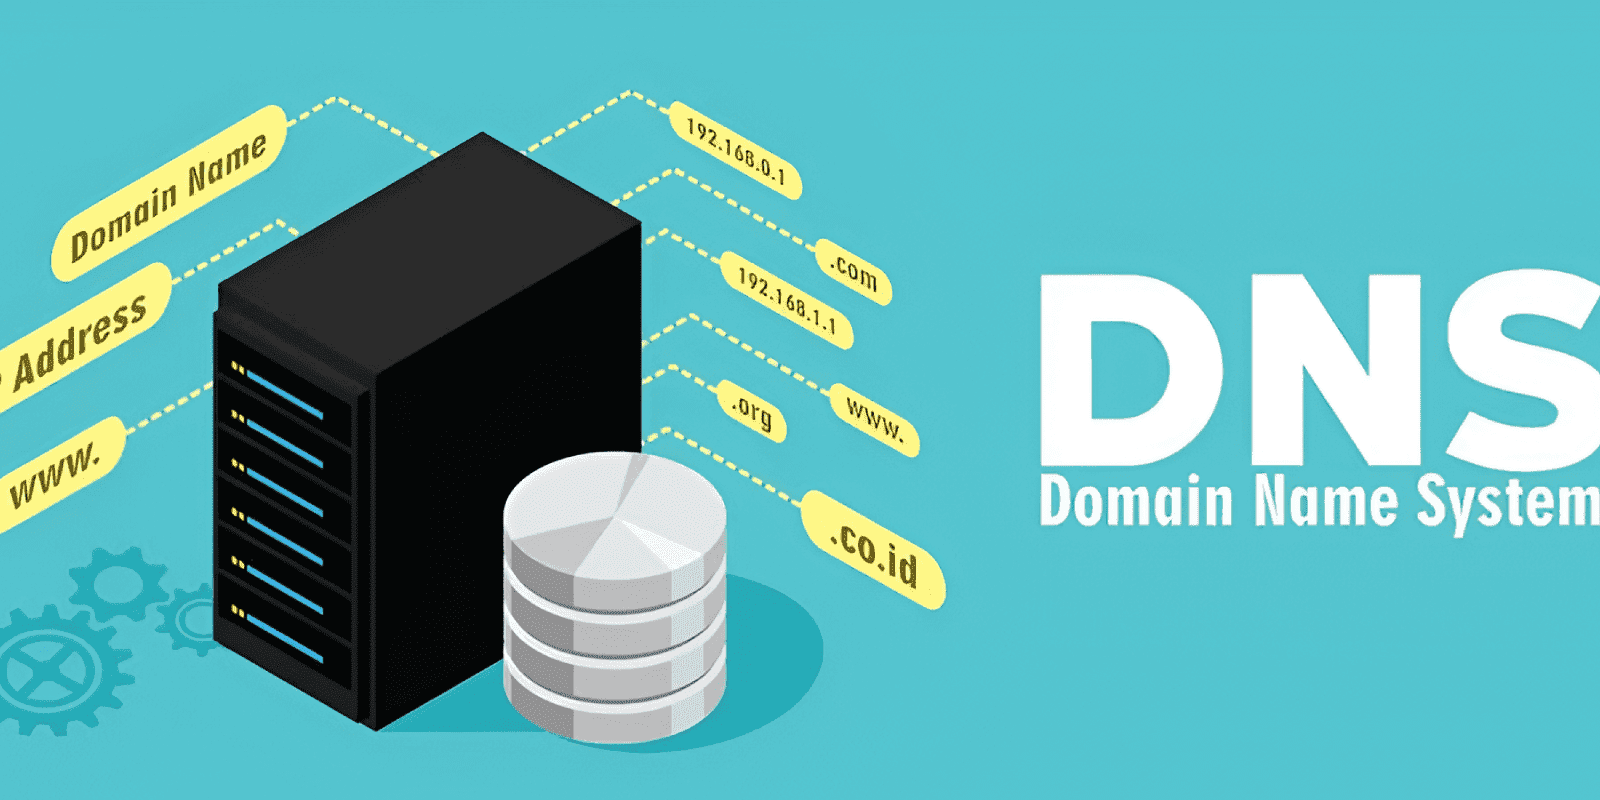 Domain Name
Address
www.
192.168.0.1
.com
192.168.1.1
www.
.org
.co.id
DNS
Domain Name System